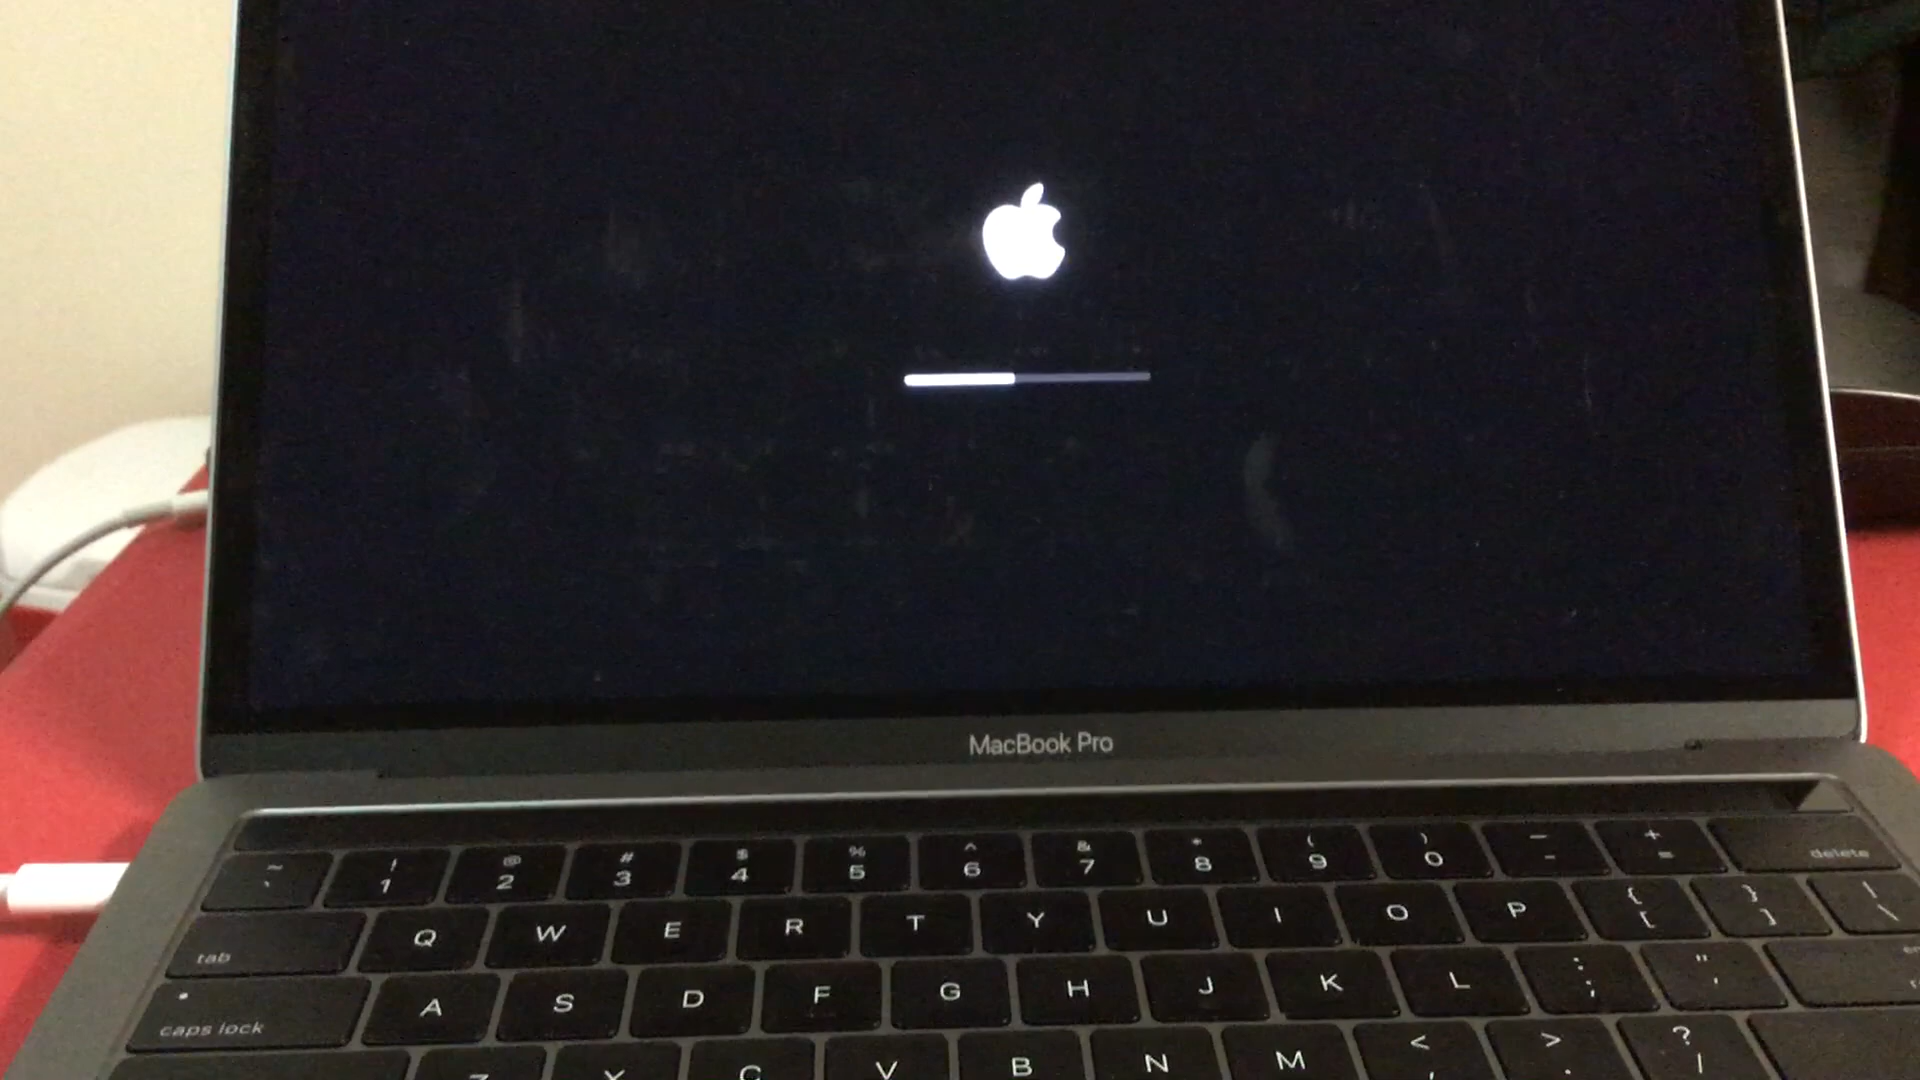 MacBook Pro
~ ! @ # $ % ^ & * ( ) — +
` 1 2 3 4 5 6 7 8 9 0 - = delete
tab Q W E R T Y U I O P { [ } ] | \
caps lock A S D F G H J K L : ; " '
Z X C V B N M < , > . ? /